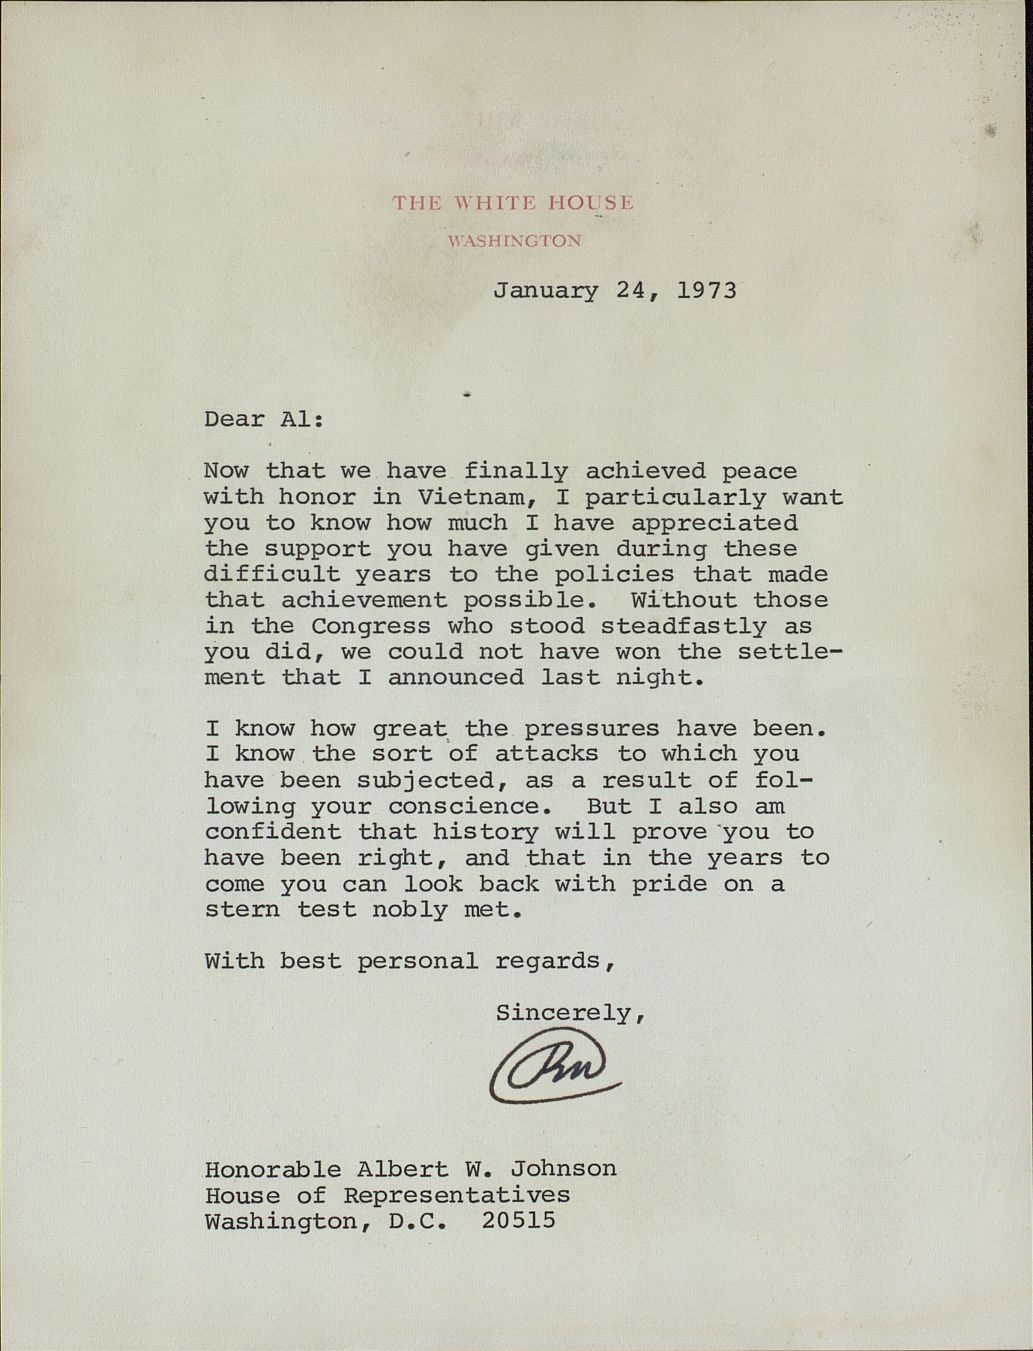 THE WHITE HOUSE
WASHINGTON
January 24, 1973
Dear Al:
Now that we have finally achieved peace
with honor in Vietnam, I particularly want
you to know how much I have appreciated
the support you have given during these
difficult years to the policies that made
that achievement possible.  Without those
in the Congress who stood steadfastly as
you did, we could not have won the settle-
ment that I announced last night.
I know how great the pressures have been.
I know the sort of attacks to which you
have been subjected, as a result of fol-
lowing your conscience.  But I also am
confident that history will prove you to
have been right, and that in the years to
come you can look back with pride on a
stern test nobly met.
With best personal regards,
Sincerely,
RN
Honorable Albert W. Johnson
House of Representatives
Washington, D.C.  20515